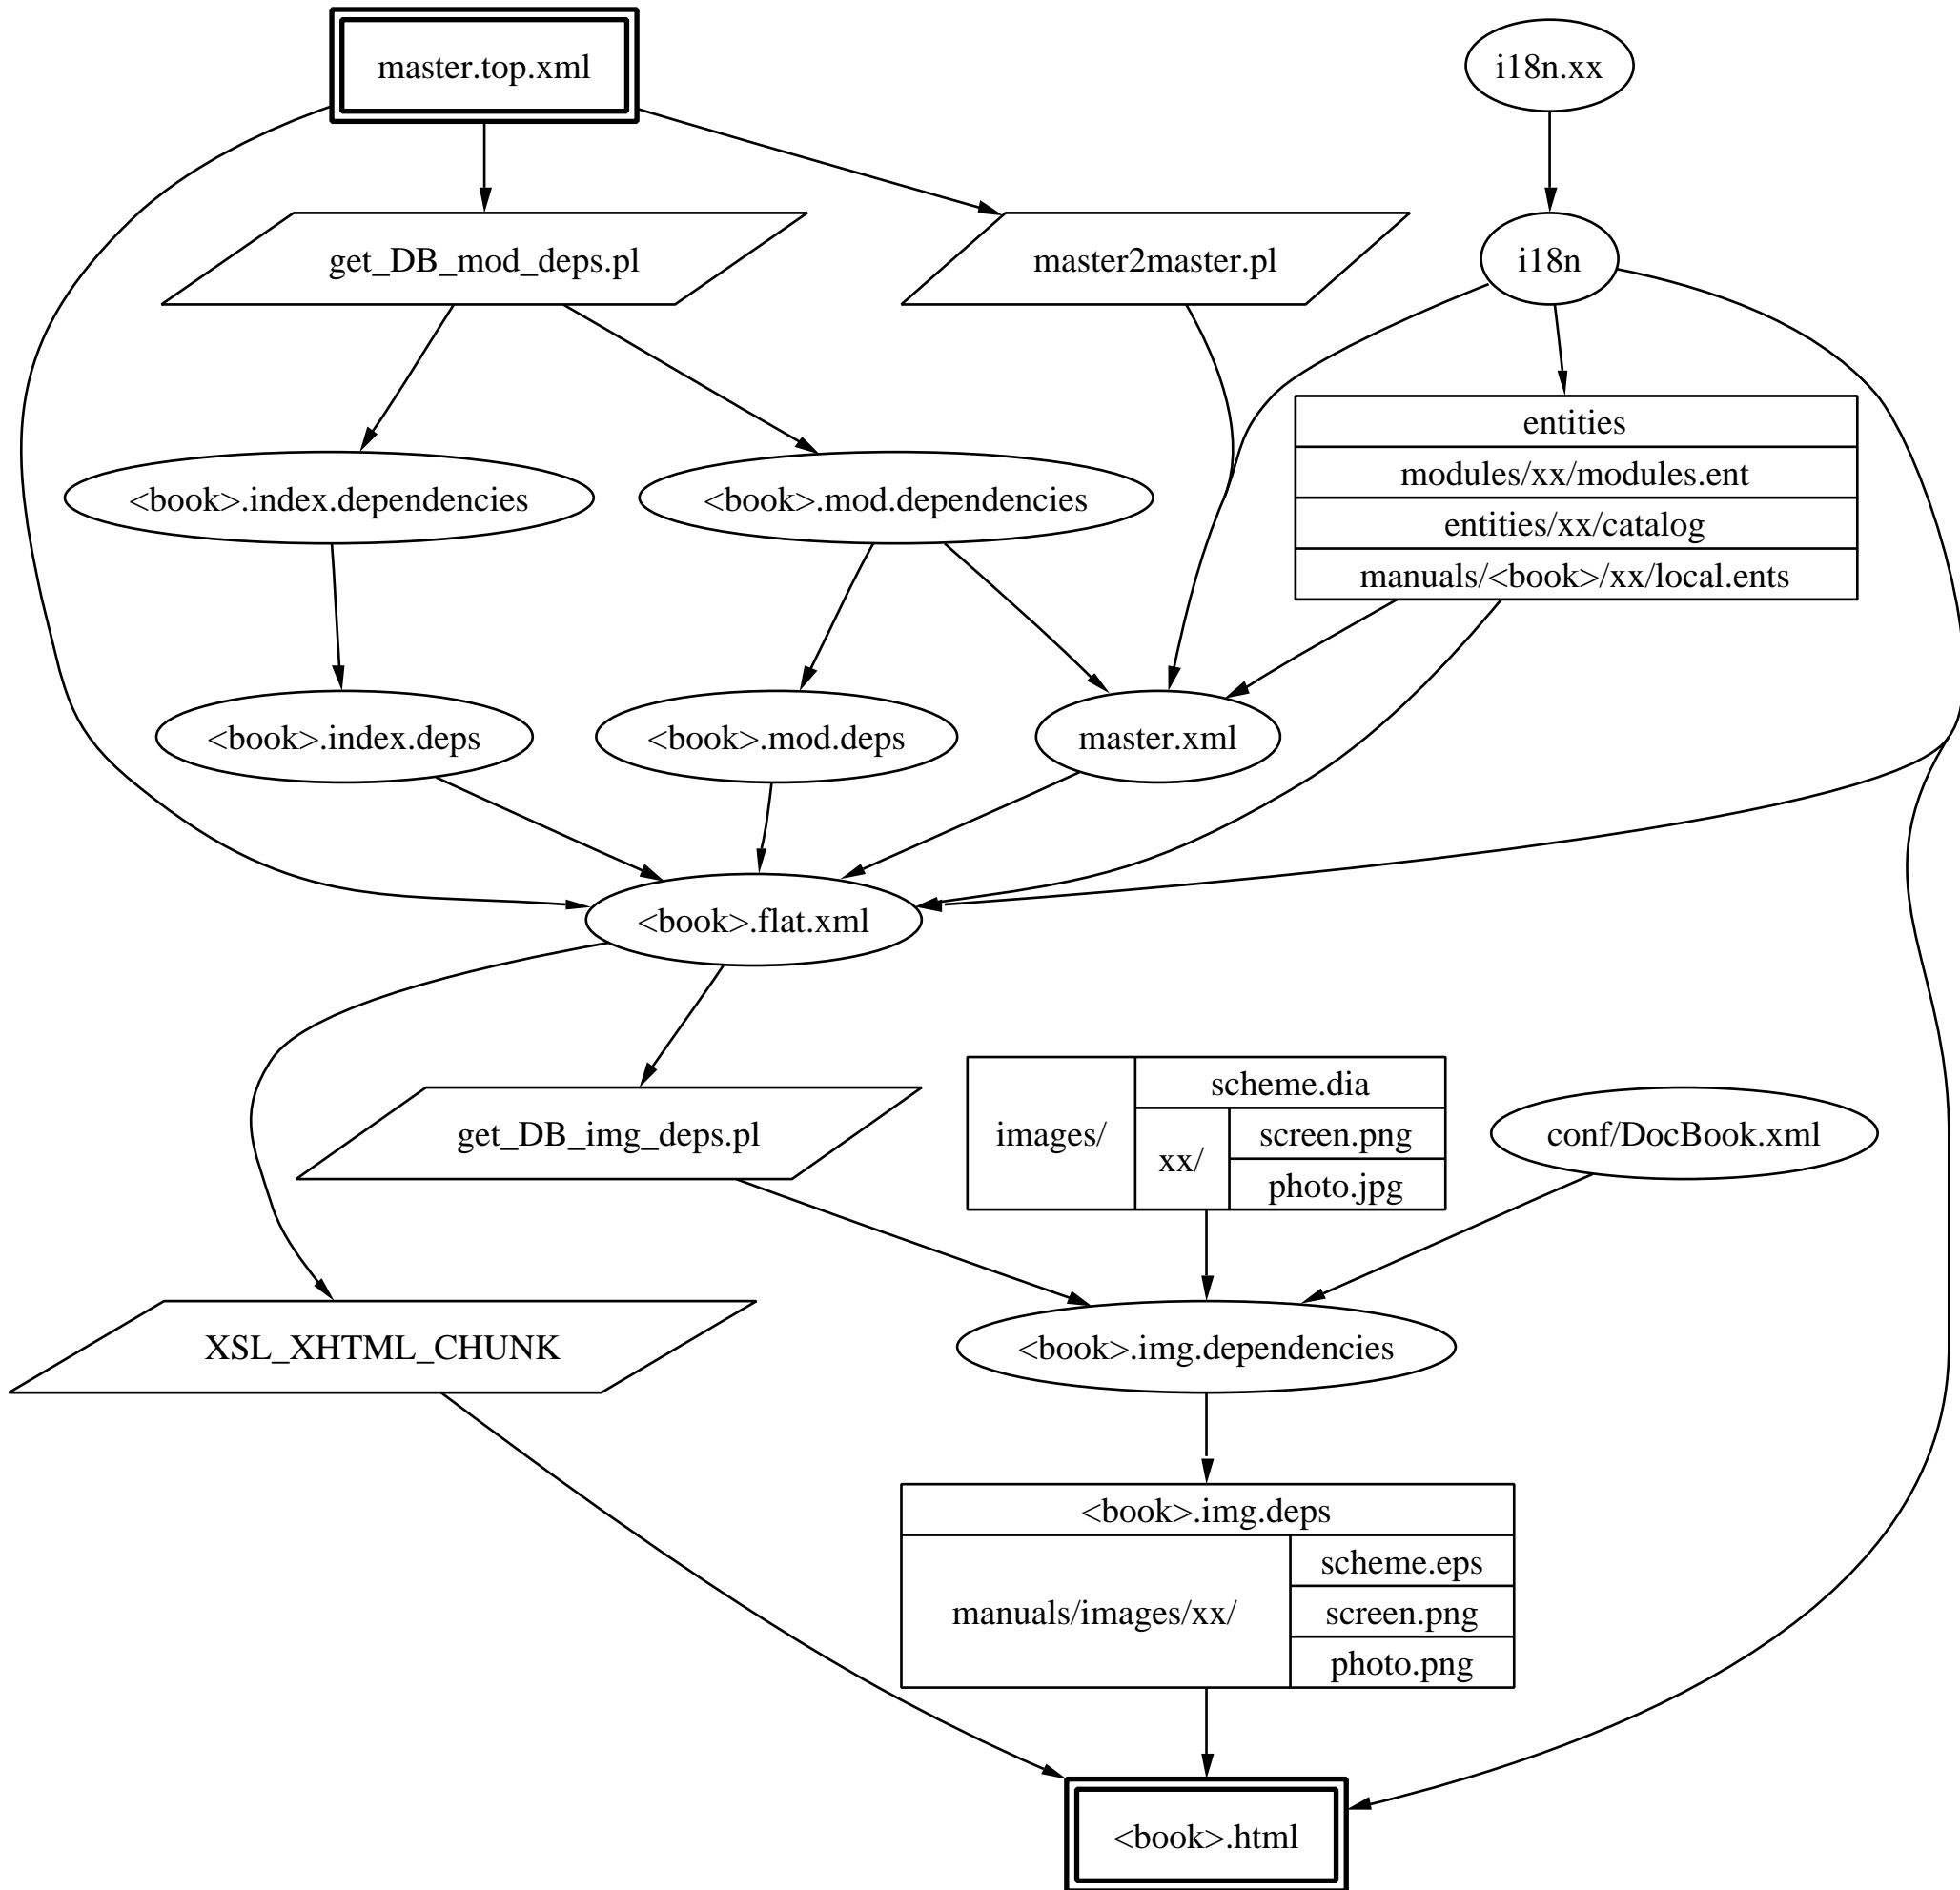 master.top.xml
i18n.xx
get_DB_mod_deps.pl
master2master.pl
i18n
entities
modules/xx/modules.ent
entities/xx/catalog
manuals/<book>/xx/local.ents
<book>.index.dependencies
<book>.mod.dependencies
<book>.index.deps
<book>.mod.deps
master.xml
<book>.flat.xml
get_DB_img_deps.pl
images/
scheme.dia
xx/
screen.png
photo.jpg
conf/DocBook.xml
XSL_XHTML_CHUNK
<book>.img.dependencies
<book>.img.deps
manuals/images/xx/
scheme.eps
screen.png
photo.png
<book>.html